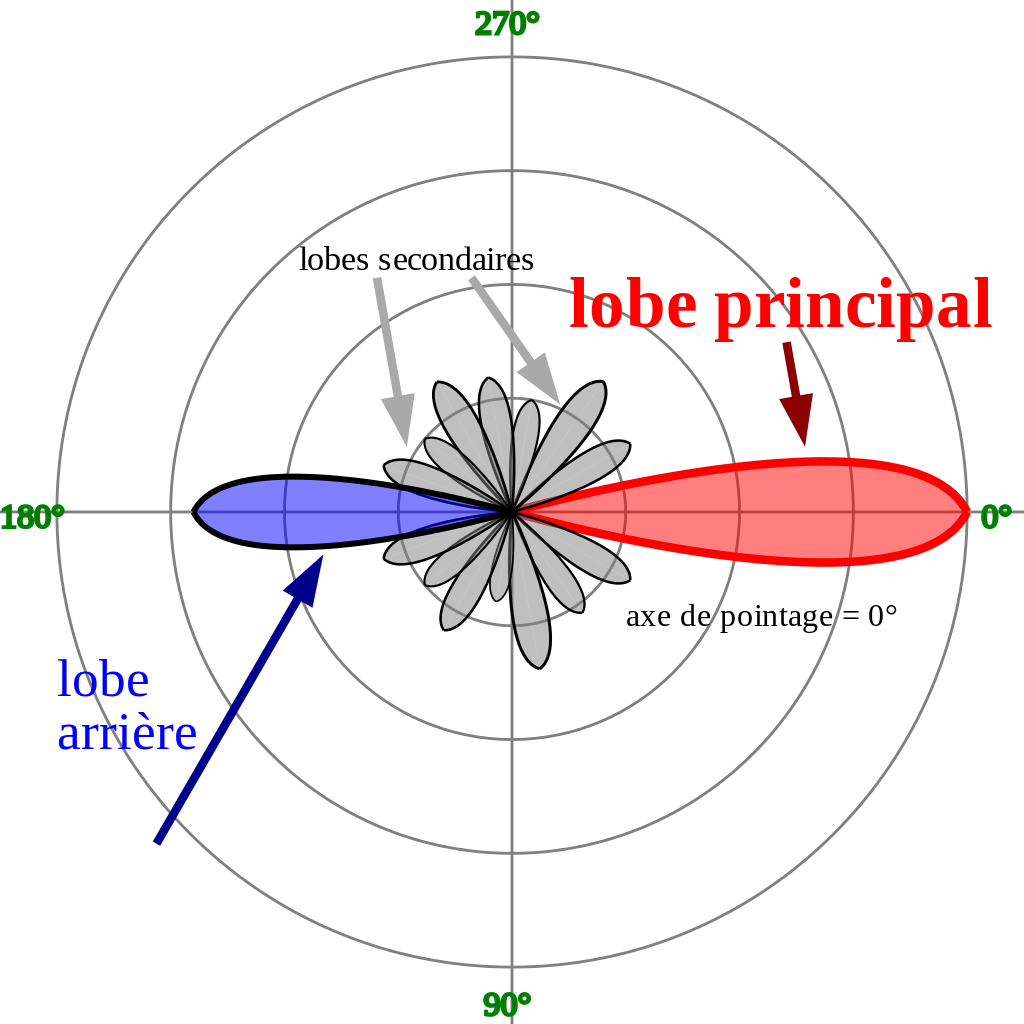 270°
lobes secondaires
lobe principal
180°
0°
axe de pointage = 0°
lobe
arrière
90°